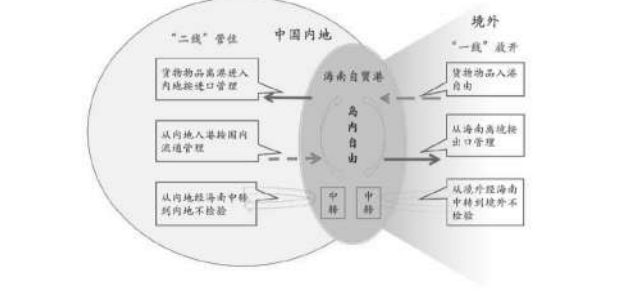 境外
中国内地
“二线”管住
“一线”放开
货物物品离港进入
内地按进口管理
海南自贸港
货物物品入港
自由
岛
内
自
由
从内地入港按国内
流通管理
从海南离境按
出口管理
从内地经海南中转
到内地不检验
中
转
中
转
从境外经海南
中转到境外不
检验